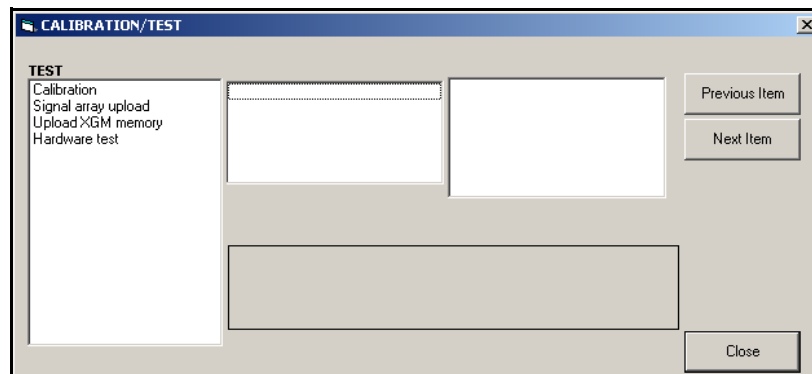 CALIBRATION/TEST
TEST
Calibration
Signal array upload
Upload XGM memory
Hardware test
Previous Item
Next Item
Close